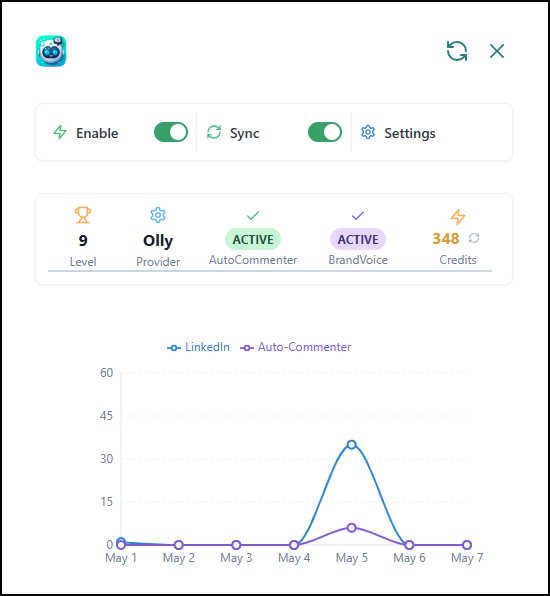 Enable Sync Settings
9 Olly ACTIVE ACTIVE 348
Level Provider AutoCommenter BrandVoice Credits
LinkedIn Auto-Commenter
60
45
30
15
0
May 1 May 2 May 3 May 4 May 5 May 6 May 7